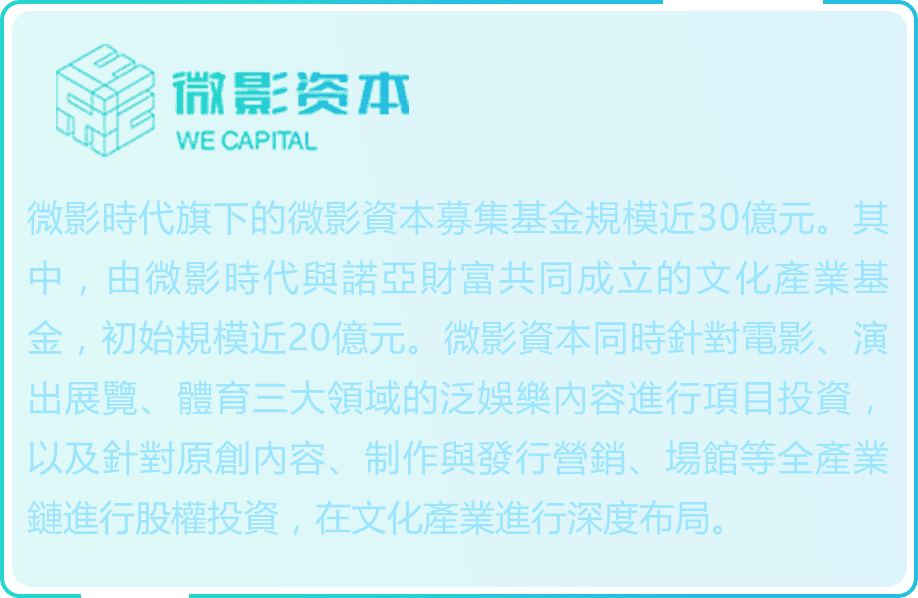 微影资本
WE CAPITAL
微影時代旗下的微影資本募集基金規模近30億元。其
中，由微影時代與諾亞財富共同成立的文化產業基
金，初始規模近20億元。微影資本同時針對電影、演
出展覽、體育三大領域的泛娛樂內容進行項目投資，
以及針對原創內容、制作與發行營銷、場館等全產業
鏈進行股權投資，在文化產業進行深度布局。